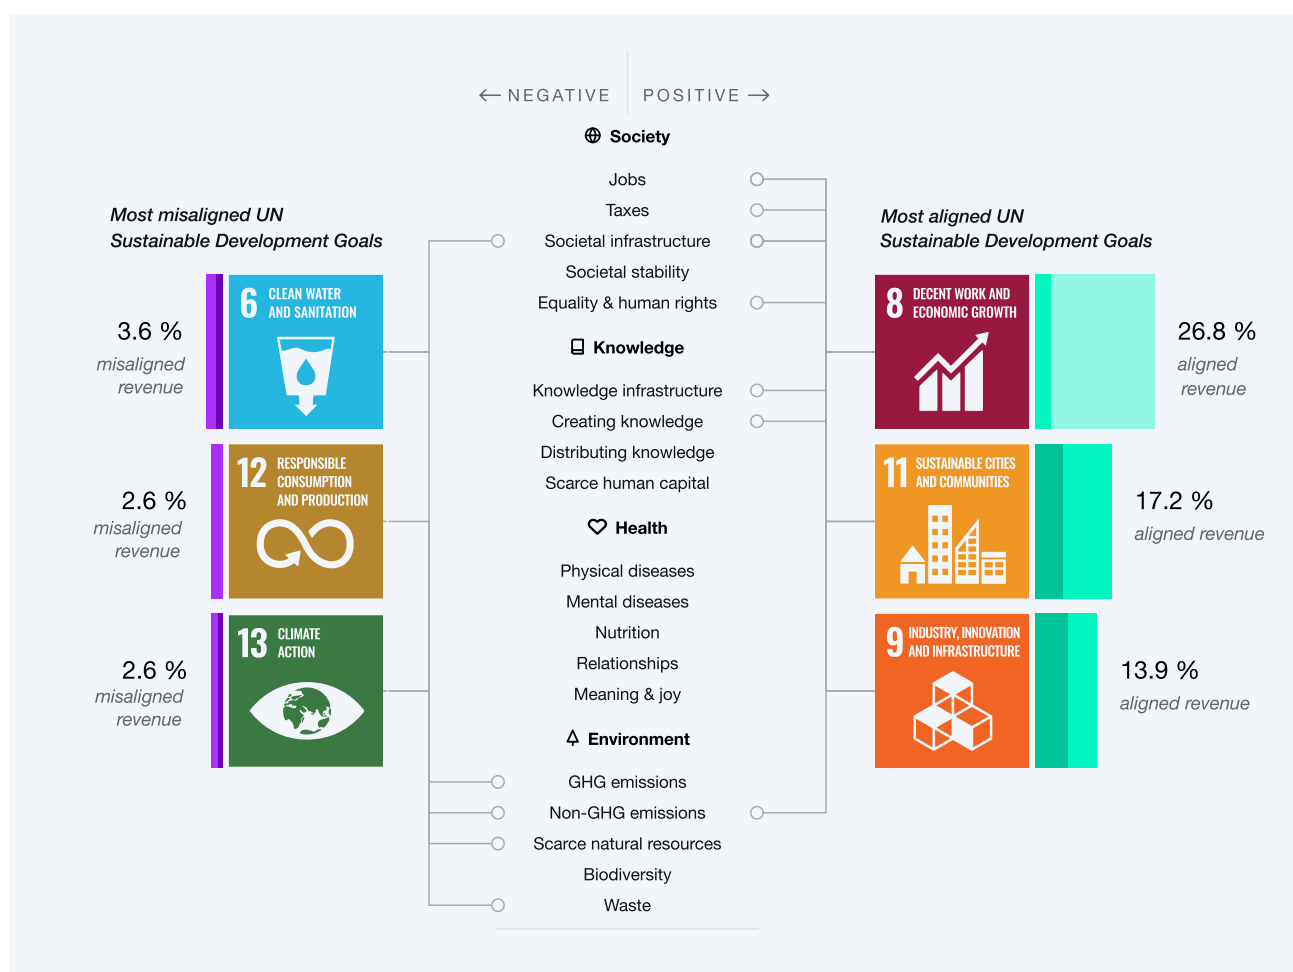 ← NEGATIVE
POSITIVE →
Society
Jobs
Taxes
Societal infrastructure
Societal stability
Equality & human rights
Knowledge
Knowledge infrastructure
Creating knowledge
Distributing knowledge
Scarce human capital
Health
Physical diseases
Mental diseases
Nutrition
Relationships
Meaning & joy
Environment
GHG emissions
Non-GHG emissions
Scarce natural resources
Biodiversity
Waste
Most misaligned UN
Sustainable Development Goals
3.6 %
misaligned
revenue
6 CLEAN WATER
AND SANITATION
2.6 %
misaligned
revenue
12 RESPONSIBLE
CONSUMPTION
AND PRODUCTION
2.6 %
misaligned
revenue
13 CLIMATE
ACTION
Most aligned UN
Sustainable Development Goals
8 DECENT WORK AND
ECONOMIC GROWTH
26.8 %
aligned
revenue
11 SUSTAINABLE CITIES
AND COMMUNITIES
17.2 %
aligned revenue
9 INDUSTRY, INNOVATION
AND INFRASTRUCTURE
13.9 %
aligned revenue